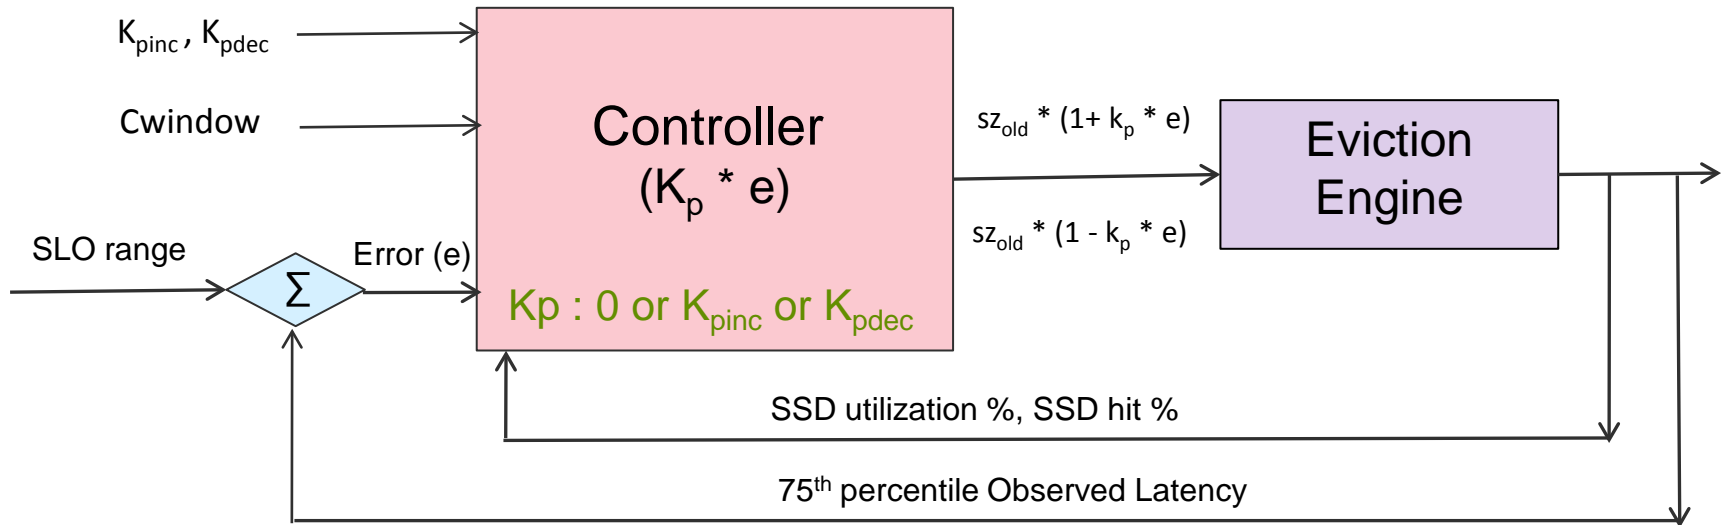 Kpinc , Kpdec
Cwindow
SLO range
Σ
Error (e)
Controller
(Kp * e)
Kp : 0 or Kpinc or Kpdec
szold * (1+ kp * e)
szold * (1 - kp * e)
Eviction
Engine
SSD utilization %, SSD hit %
75th percentile Observed Latency